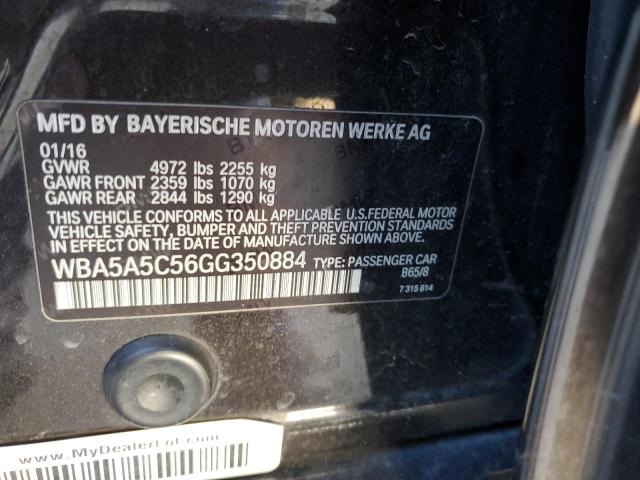 MFD BY BAYERISCHE MOTOREN WERKE AG
01/16
GVWR 4972 lbs 2255 kg
GAWR FRONT 2359 lbs 1070 kg
GAWR REAR 2844 lbs 1290 kg
THIS VEHICLE CONFORMS TO ALL APPLICABLE U.S.FEDERAL MOTOR
VEHICLE SAFETY, BUMPER AND THEFT PREVENTION STANDARDS
IN EFFECT ON THE DATE OF MANUFACTURE SHOWN ABOVE.
WBA5A5C56GG350884 TYPE: PASSENGER CAR
B65/8
7 315 814
www.MyDealerLot.com